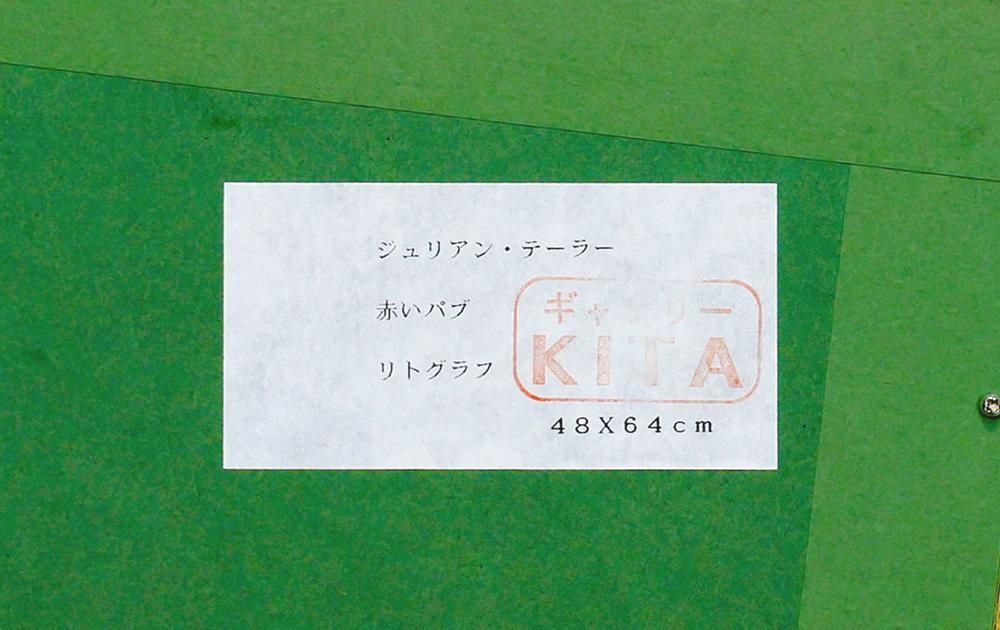 ジュリアン・テーラー
赤いパブ
リトグラフ
ギャラリー
KITA
48X64cm